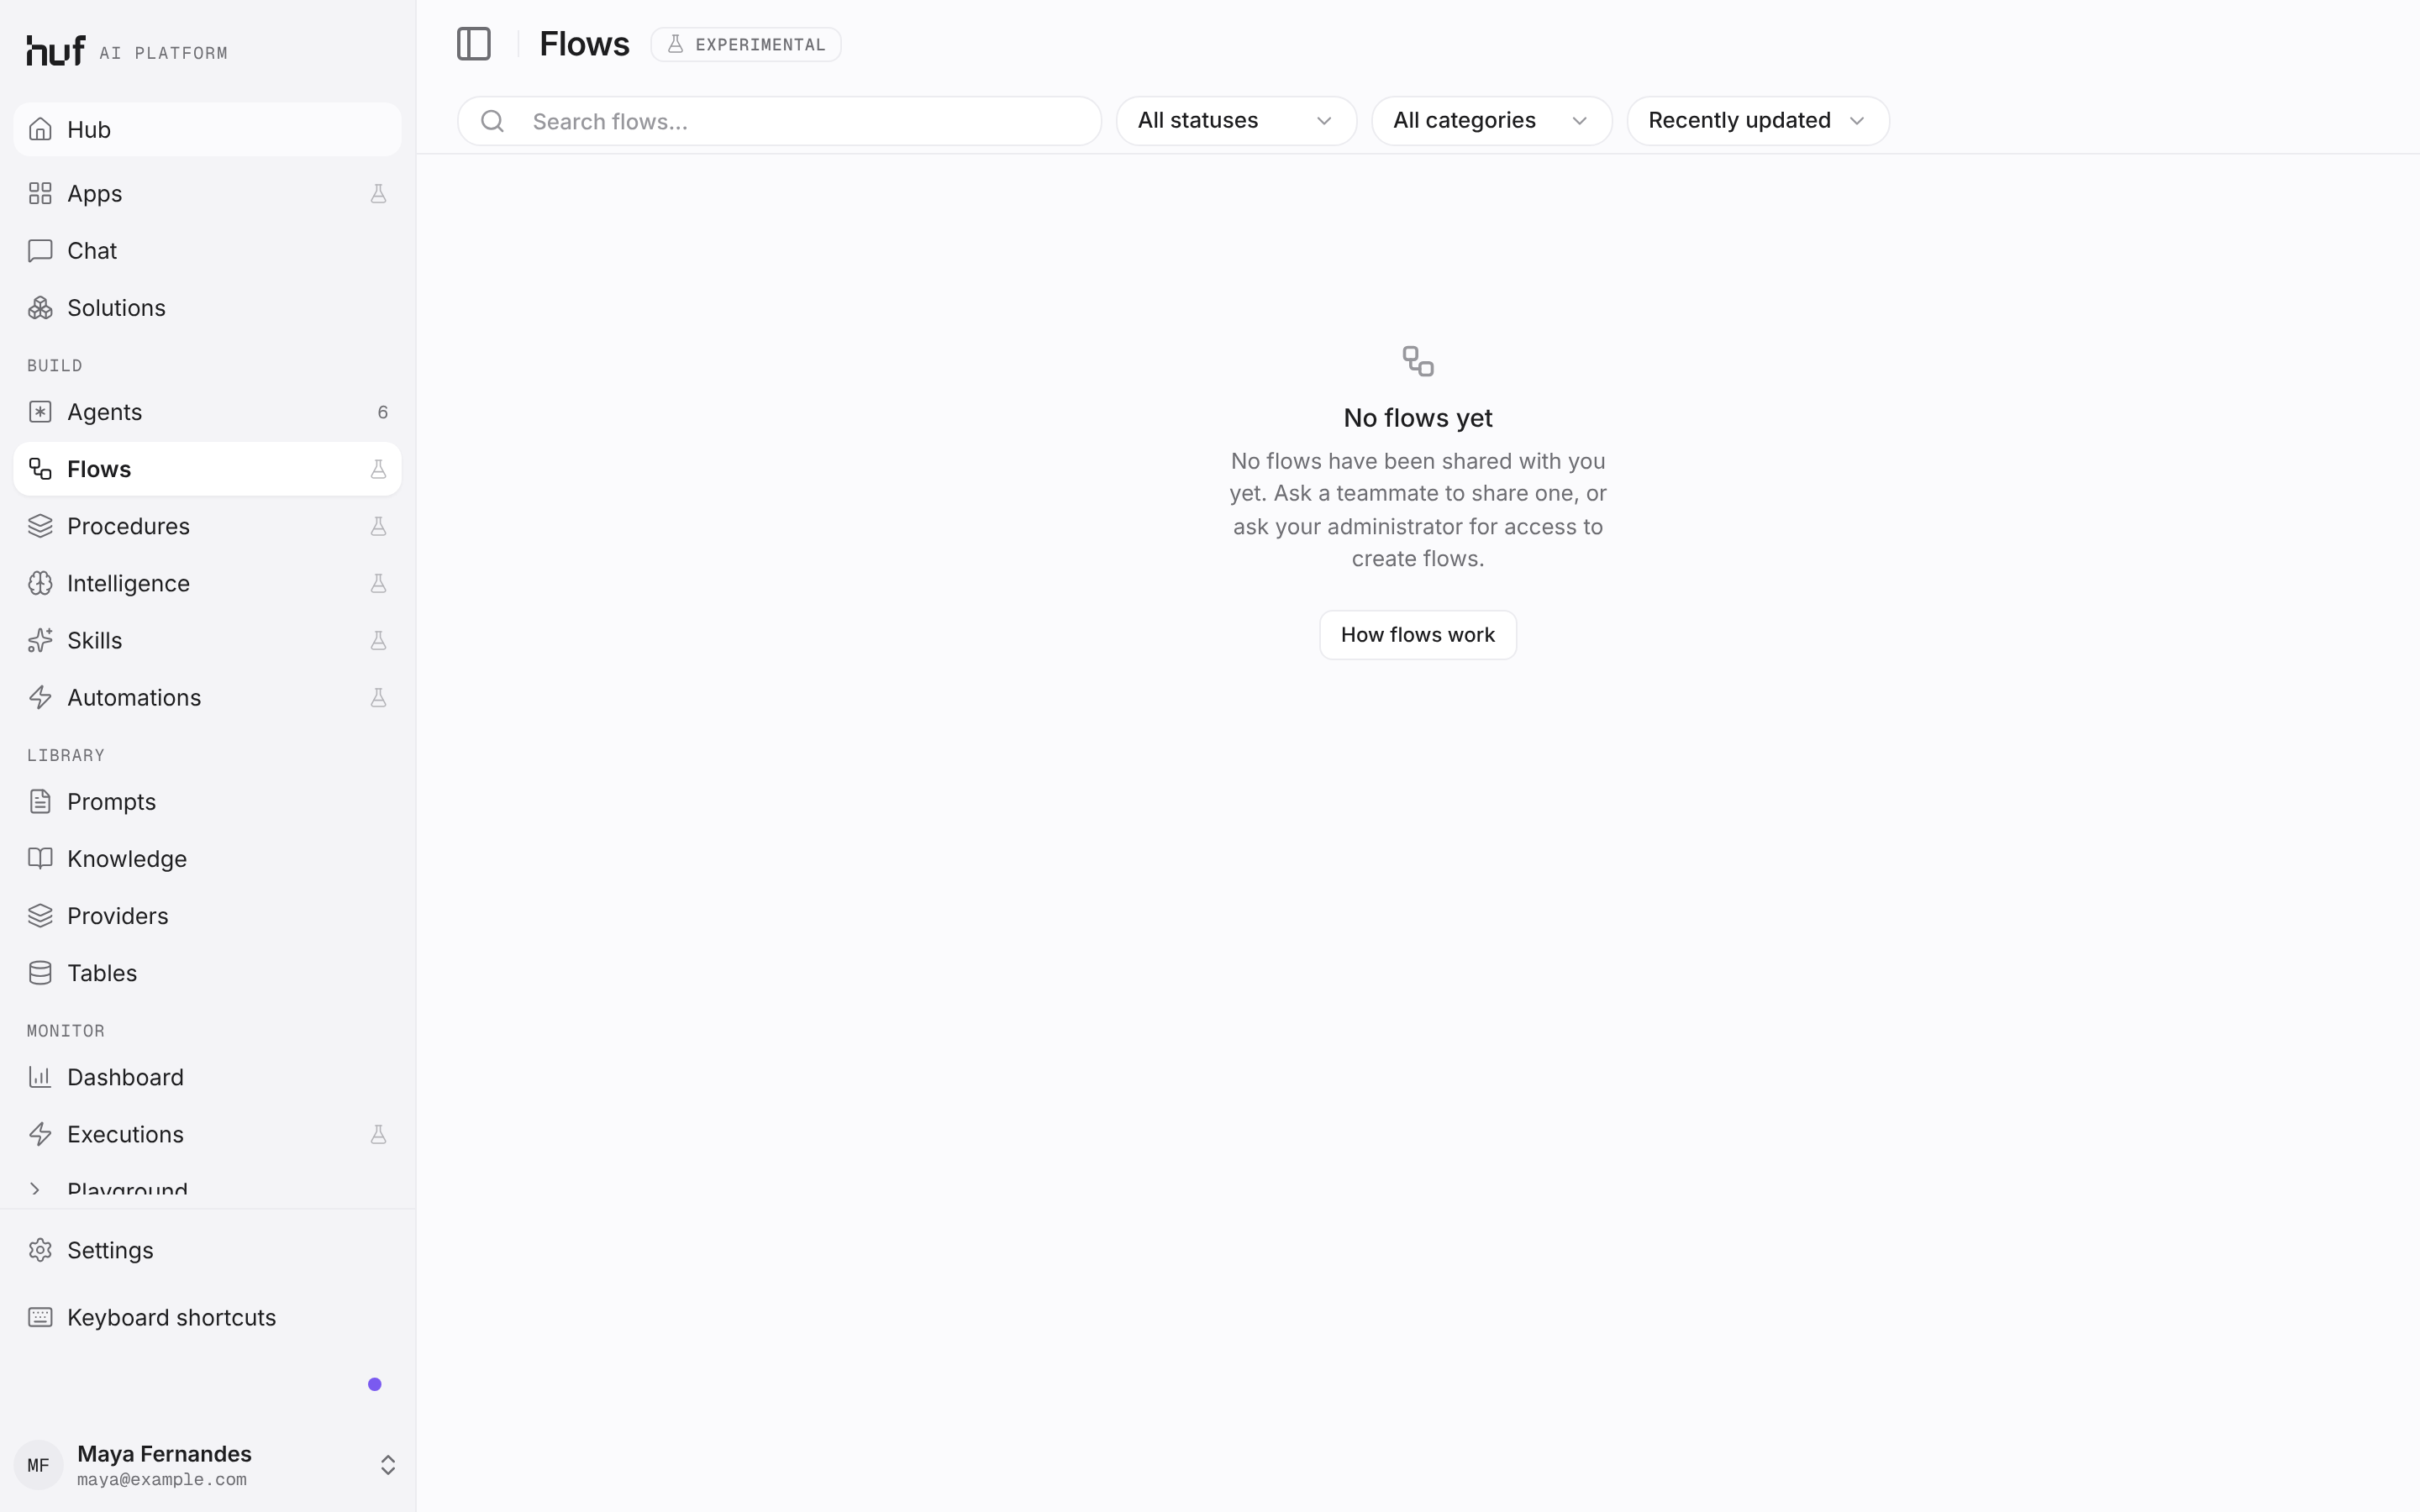 huf AI PLATFORM
Hub
Apps
Chat
Solutions
BUILD
Agents 6
Flows
Procedures
Intelligence
Skills
Automations
LIBRARY
Prompts
Knowledge
Providers
Tables
MONITOR
Dashboard
Executions
Playground
Settings
Keyboard shortcuts
MF
Maya Fernandes
maya@example.com
Flows EXPERIMENTAL
Search flows... All statuses All categories Recently updated
No flows yet
No flows have been shared with you
yet. Ask a teammate to share one, or
ask your administrator for access to
create flows.
How flows work